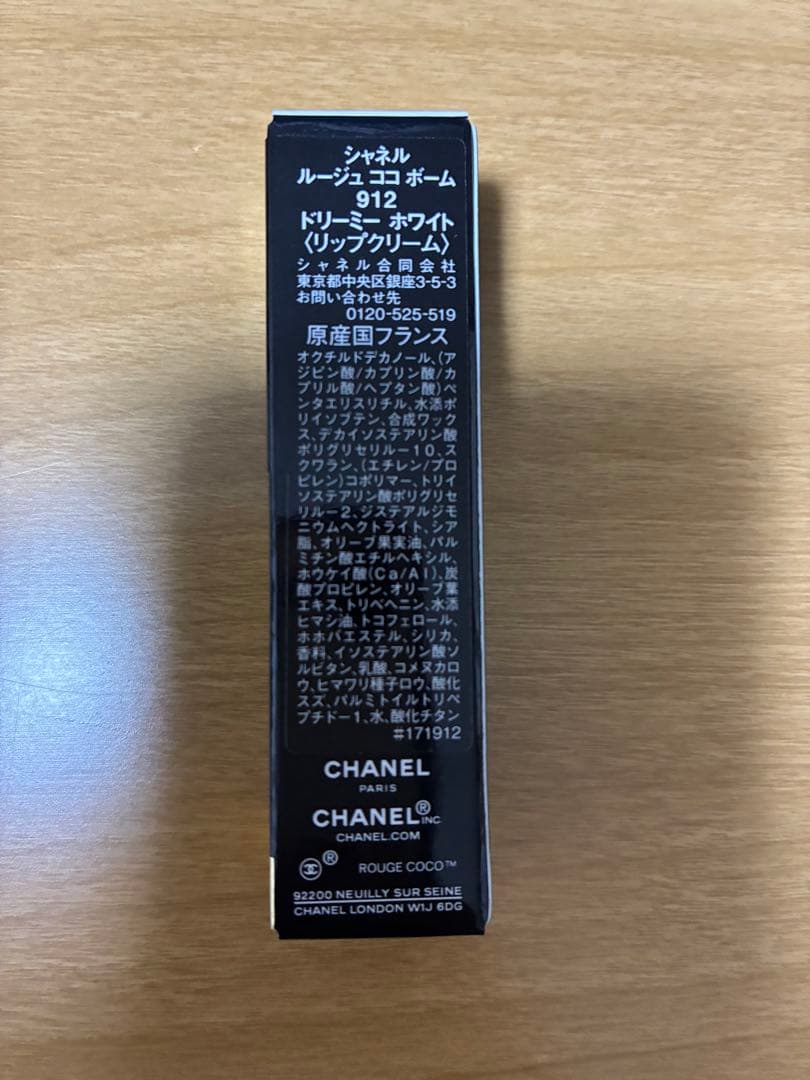 シャネル
ルージュ ココ ボーム
912
ドリーミー ホワイト
〈リップクリーム〉
シャネル合同会社
東京都中央区銀座3-5-3
お問い合わせ先
0120-525-519
原産国フランス
オクチルドデカノール、(ア
ジピン酸/カプリン酸/カ
プリル酸/ヘプタン酸)ペ
ンタエリスリチル、水添ポ
リイソブテン、合成ワック
ス、デカイソステアリン酸
ポリグリセリル-10、ス
クワラン、(エチレン/プロ
ピレン)コポリマー、トリイ
ソステアリン酸ポリグリセ
リル-2、ジステアルジモ
ニウムヘクトライト、シア
脂、オリーブ果実油、パル
ミチン酸エチルヘキシル、
ホウケイ酸(Ca/Al)、炭
酸プロピレン、オリーブ葉
エキス、トリベヘニン、水添
ヒマシ油、トコフェロール、
ホホバエステル、シリカ、
香料、イソステアリン酸ソ
ルビタン、乳酸、コメヌカロ
ウ、ヒマワリ種子ロウ、酸化
スズ、パルミトイルトリペ
プチド-1、水、酸化チタン
#171912
CHANEL
PARIS
CHANEL® INC.
CHANEL.COM
® ROUGE COCO™
92200 NEUILLY SUR SEINE
CHANEL LONDON W1J 6DG